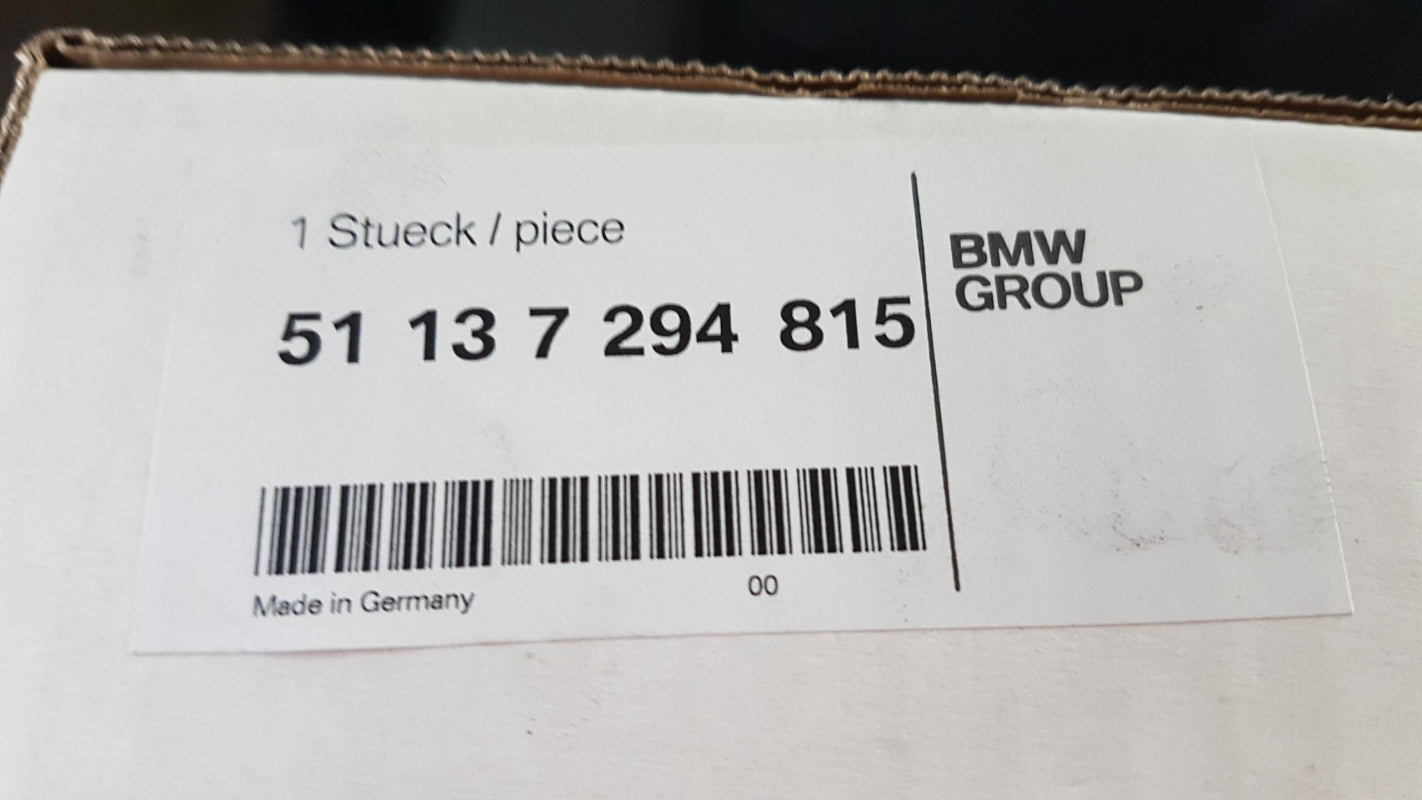 1 Stueck / piece
51 13 7 294 815
BMW
GROUP
Made in Germany
00